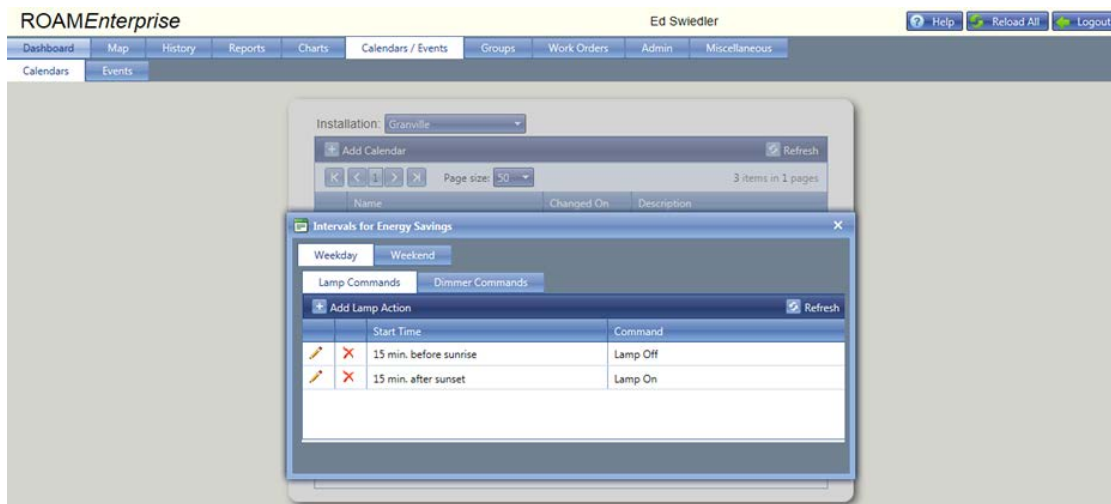 ROAMEnterprise Ed Swiedler Help Reload All Logout
Dashboard Map History Reports Charts Calendars / Events Groups Work Orders Admin Miscellaneous
Calendars Events
Installation: Granville
Add Calendar Refresh
1 Page size: 50 3 items in 1 pages
Name Changed On Description
Intervals for Energy Savings
Weekday Weekend
Lamp Commands Dimmer Commands
Add Lamp Action Refresh
Start Time Command
15 min. before sunrise Lamp Off
15 min. after sunset Lamp On